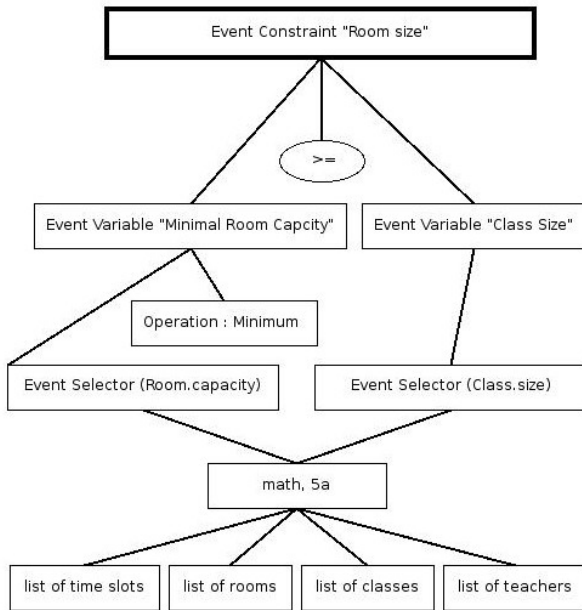 Event Constraint "Room size"
>=
Event Variable "Minimal Room Capcity"
Event Variable "Class Size"
Operation : Minimum
Event Selector (Room.capacity)
Event Selector (Class.size)
math, 5a
list of time slots
list of rooms
list of classes
list of teachers